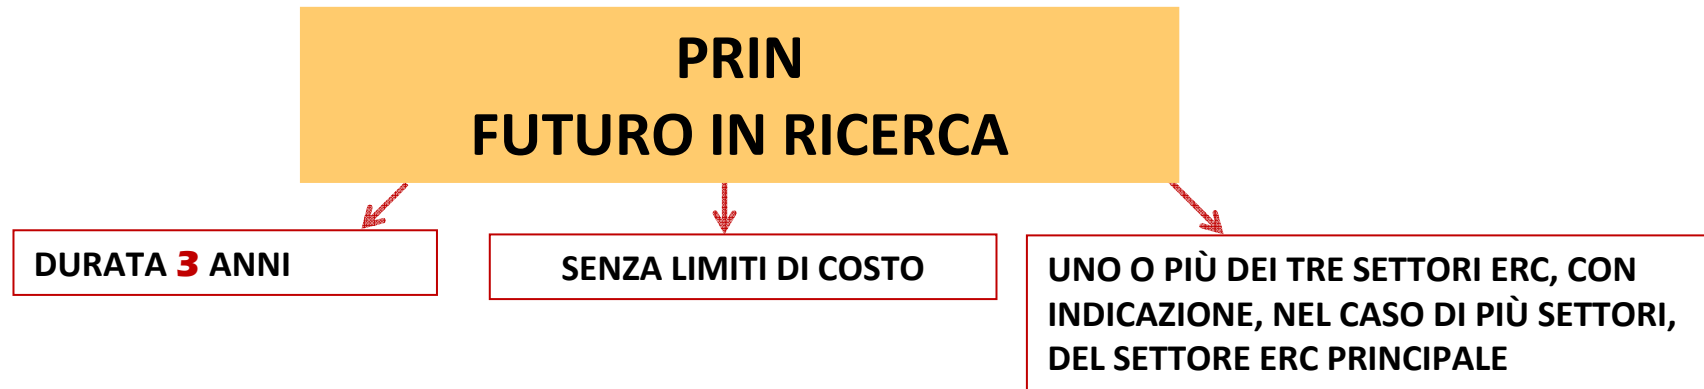 PRIN
FUTURO IN RICERCA
DURATA 3 ANNI
SENZA LIMITI DI COSTO
UNO O PIÙ DEI TRE SETTORI ERC, CON
INDICAZIONE, NEL CASO DI PIÙ SETTORI,
DEL SETTORE ERC PRINCIPALE